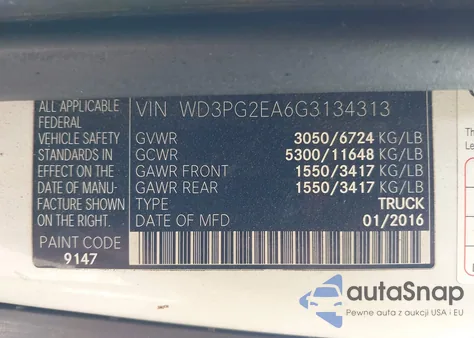 ALL APPLICABLE
FEDERAL
VEHICLE SAFETY
STANDARDS IN
EFFECT ON THE
DATE OF MANU-
FACTURE SHOWN
ON THE RIGHT.
PAINT CODE
9147
VIN WD3PG2EA6G3134313
GVWR 3050/6724 KG/LB
GCWR 5300/11648 KG/LB
GAWR FRONT 1550/3417 KG/LB
GAWR REAR 1550/3417 KG/LB
TYPE TRUCK
DATE OF MFD 01/2016
autoSnap
Pewne auta z aukcji USA i EU